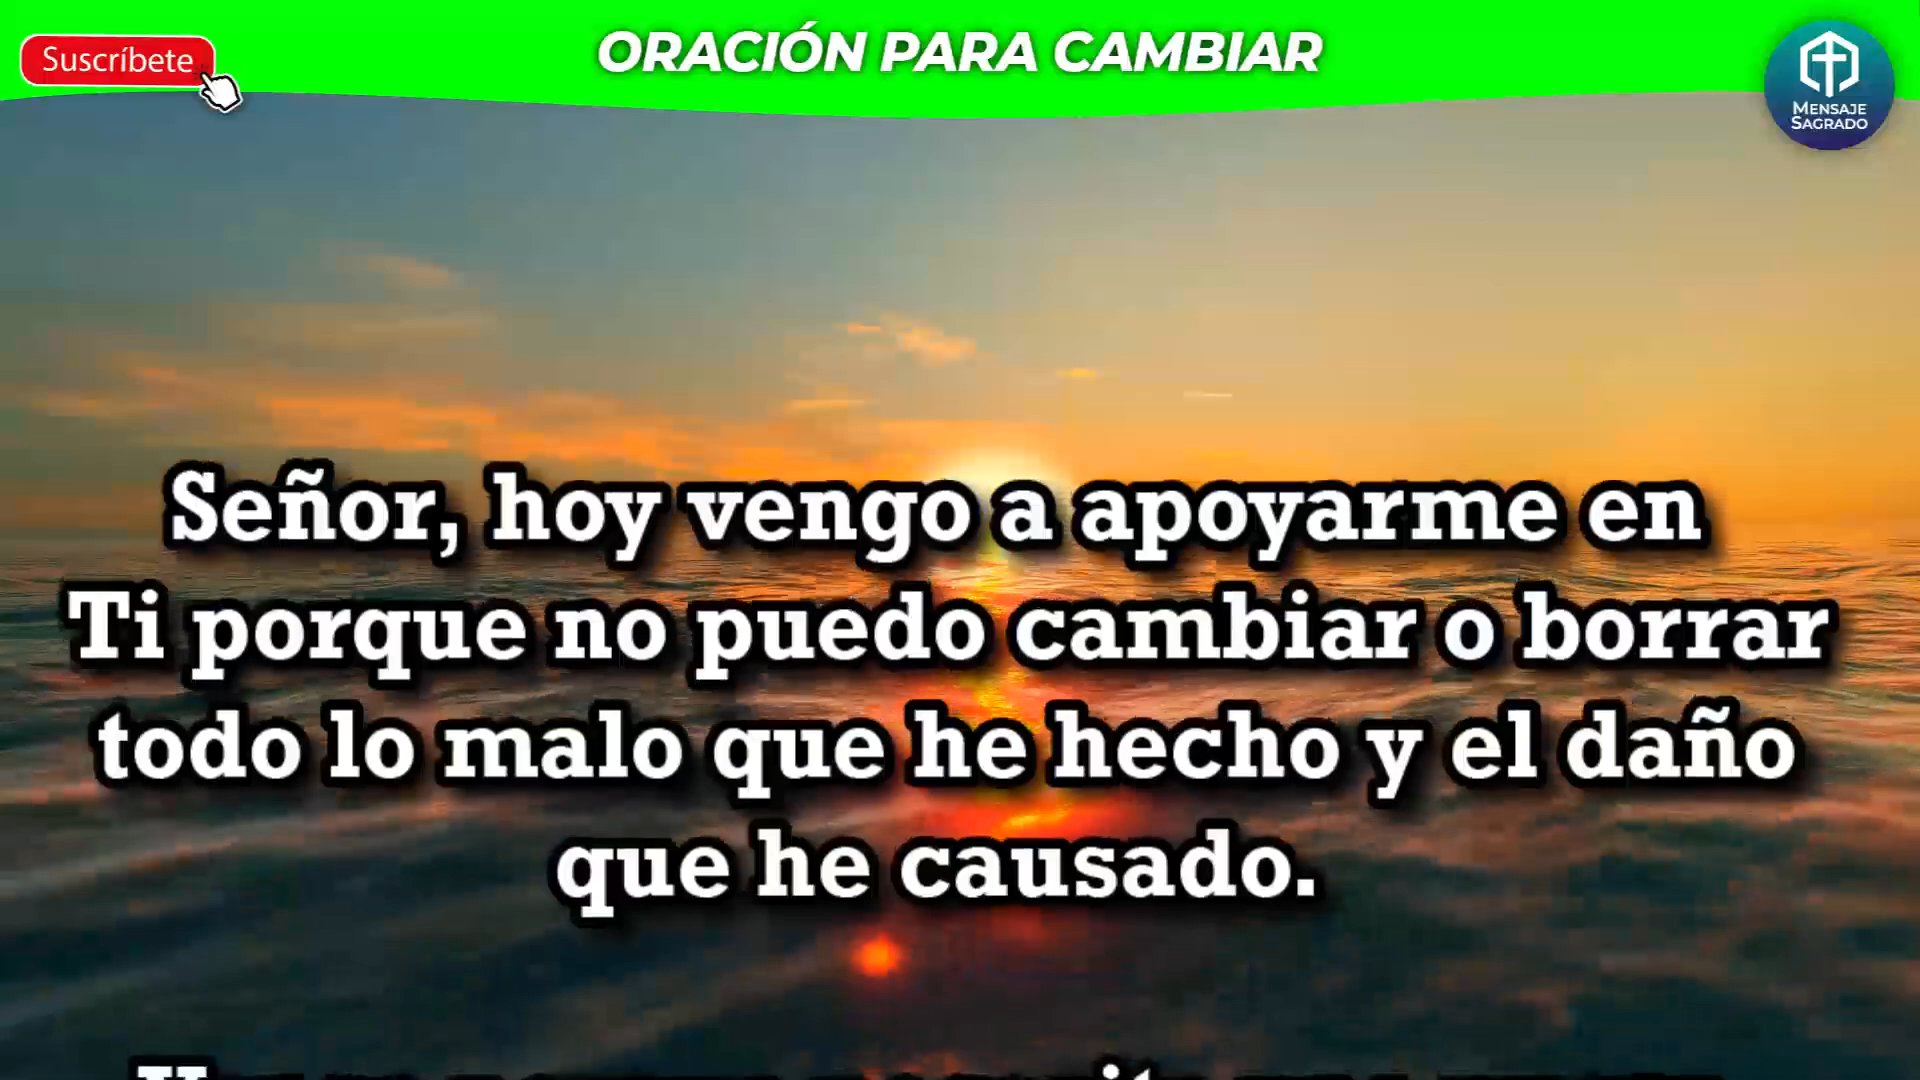 Suscríbete
ORACIÓN PARA CAMBIAR
MENSAJE
SAGRADO
Señor, hoy vengo a apoyarme en
Ti porque no puedo cambiar o borrar
todo lo malo que he hecho y el daño
que he causado.